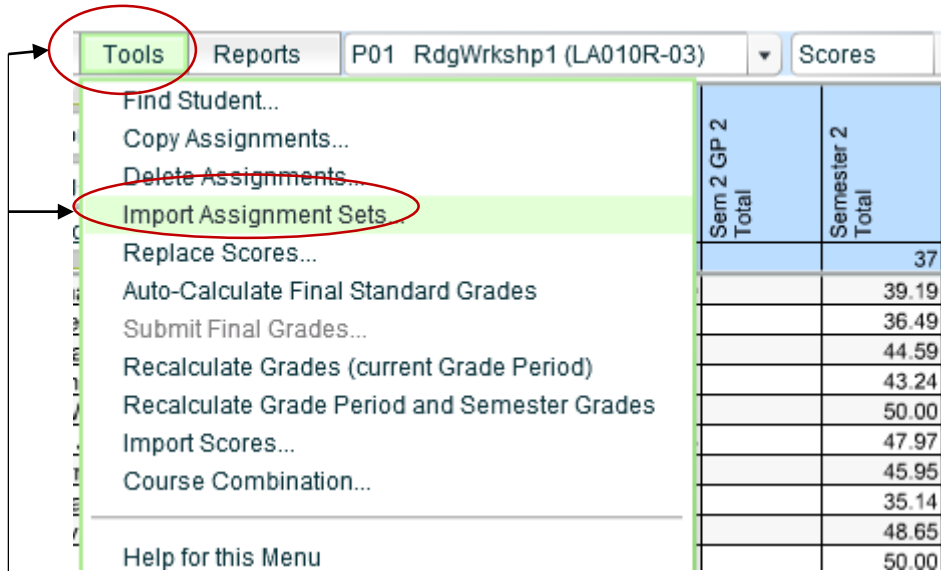 Tools Reports P01 RdgWrkshp1 (LA010R-03) Scores
Find Student...
Copy Assignments...
Delete Assignments...
Import Assignment Sets...
Replace Scores...
Auto-Calculate Final Standard Grades
Submit Final Grades...
Recalculate Grades (current Grade Period)
Recalculate Grade Period and Semester Grades
Import Scores...
Course Combination...
Help for this Menu
Sem 2 GP 2
Total
Semester 2
Total
37
39.19
36.49
44.59
43.24
50.00
47.97
45.95
35.14
48.65
50.00